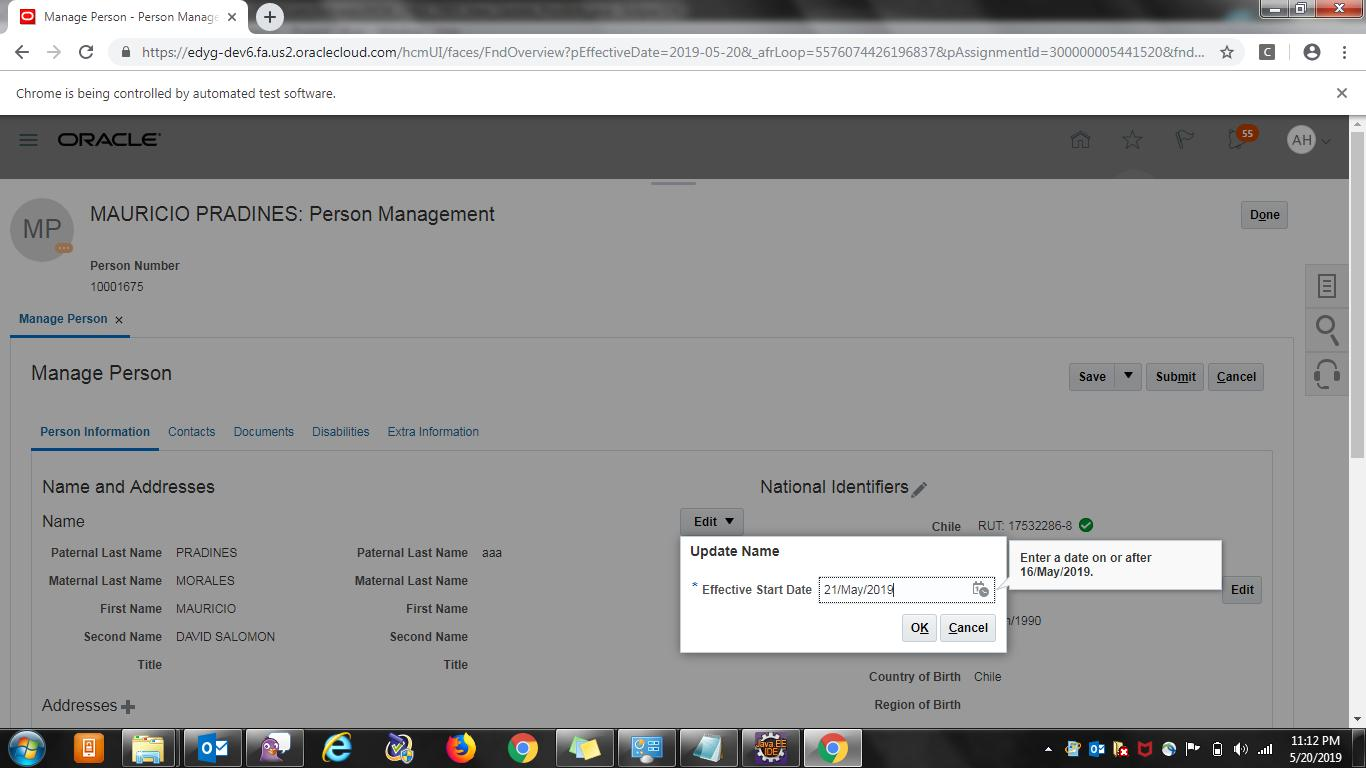 Manage Person - Person Manage
https://edyg-dev6.fa.us2.oraclecloud.com/hcmUI/faces/FndOverview?pEffectiveDate=2019-05-20&_afrLoop=5576074426196837&pAssignmentId=300000005441520&fnd...
C
Chrome is being controlled by automated test software.
ORACLE
55
AH
MP
MAURICIO PRADINES: Person Management
Done
Person Number
10001675
Manage Person
Manage Person
Save Submit Cancel
Person Information Contacts Documents Disabilities Extra Information
Name and Addresses
National Identifiers
Name
Edit
Chile RUT: 17532286-8
Paternal Last Name PRADINES Paternal Last Name aaa
Maternal Last Name MORALES Maternal Last Name
First Name MAURICIO First Name
Second Name DAVID SALOMON Second Name
Title Title
Update Name
* Effective Start Date 21/May/2019
OK Cancel
Enter a date on or after
16/May/2019.
Edit
/1990
Country of Birth Chile
Region of Birth
Addresses
Java EE
IDE
11:12 PM
5/20/2019